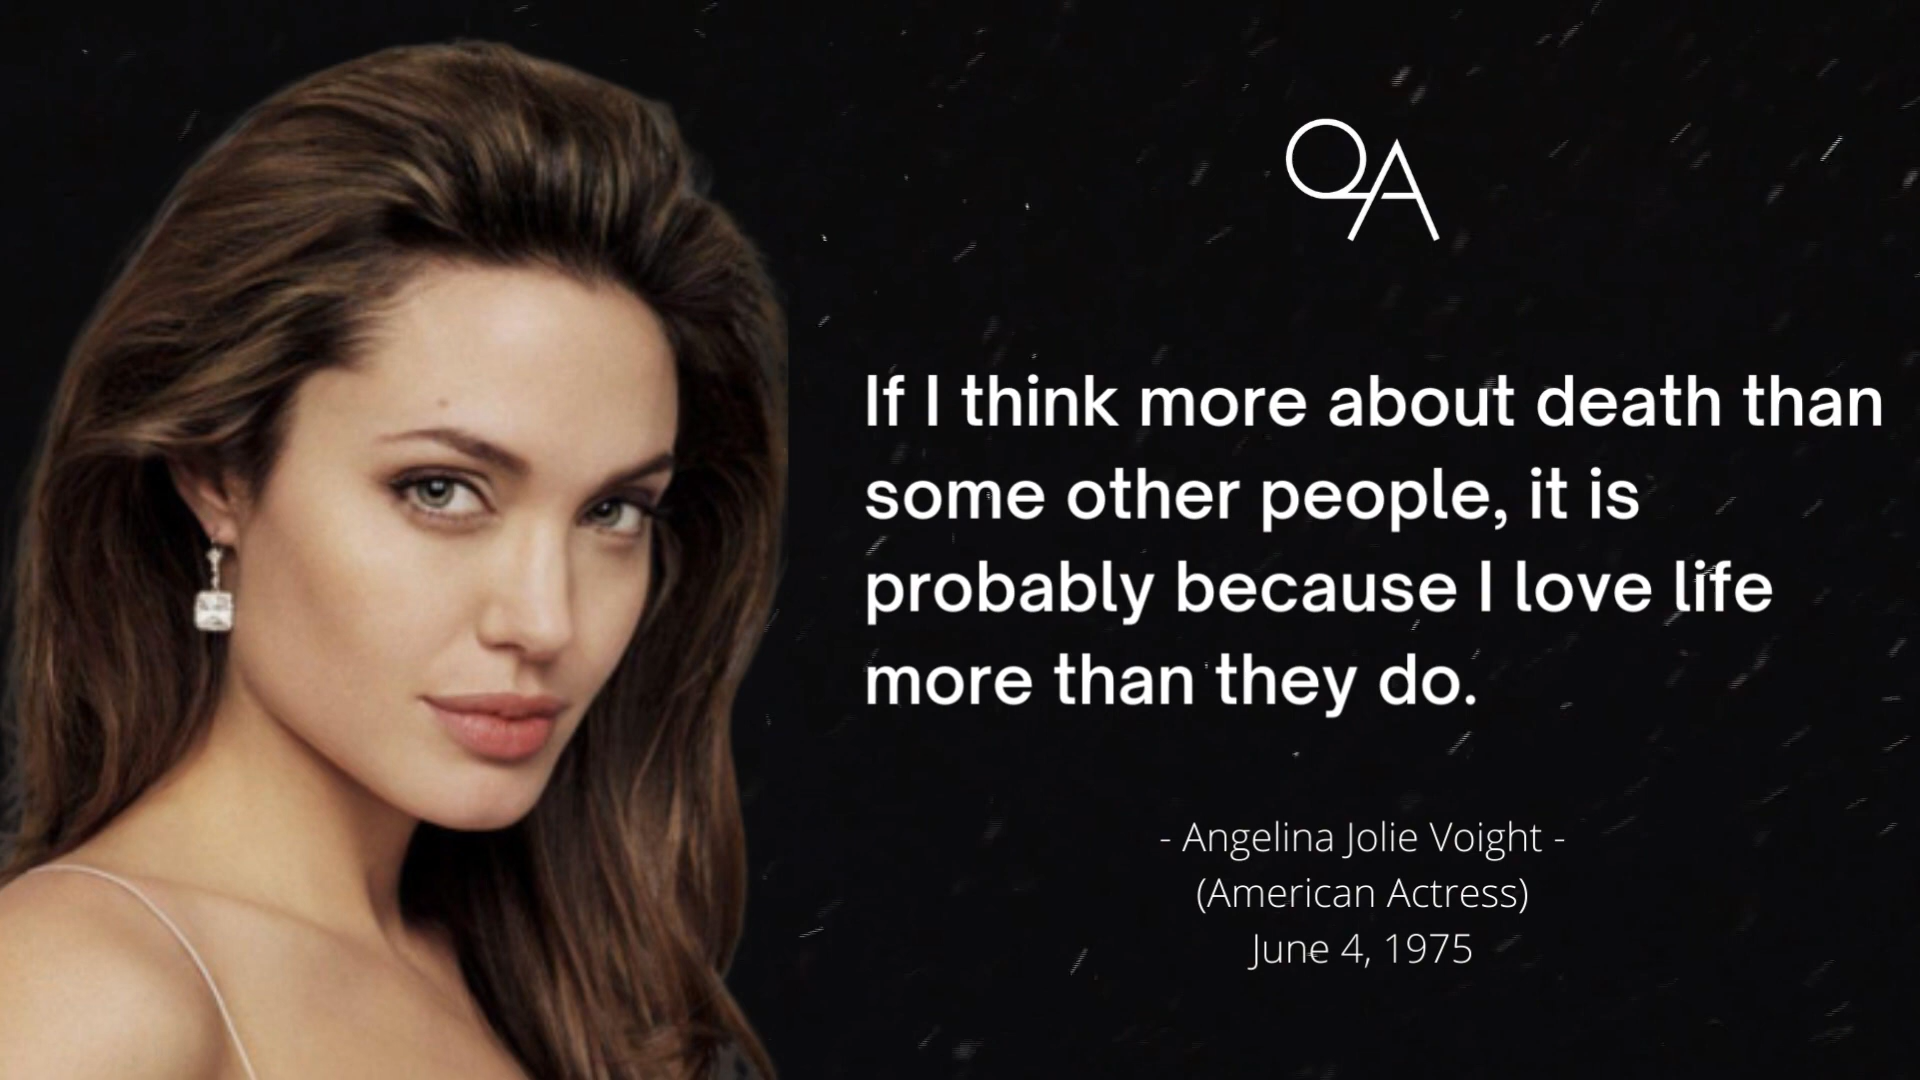 QA
If I think more about death than
some other people, it is
probably because I love life
more than they do.
- Angelina Jolie Voight -
(American Actress)
June 4, 1975